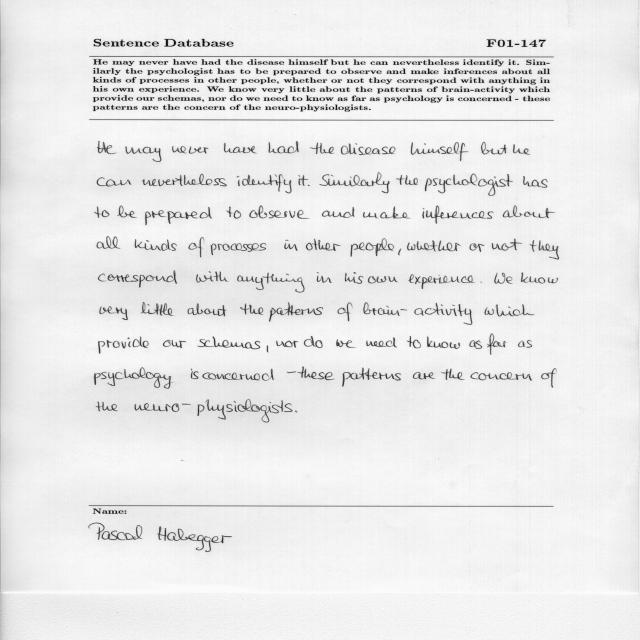 Sentence Database F01-147
He may never have had the disease himself but he can nevertheless identify it. Sim-
ilarly the psychologist has to be prepared to observe and make inferences about all
kinds of processes in other people, whether or not they correspond with anything in
his own experience. We know very little about the patterns of brain-activity which
provide our schemas, nor do we need to know as far as psychology is concerned - these
patterns are the concern of the neuro-physiologists.
He may never have had the disease himself but he
can nevertheless identify it. Similarly the psychologist has
to be prepared to observe and make inferences about
all kinds of processes in other people, whether or not they
correspond with anything in his own experience. We know
very little about the patterns of brain-activity which
provide our schemas, nor do we need to know as far as
psychology is concerned - these patterns are the concern of
the neuro-physiologists.
Name:
Pascal Habegger